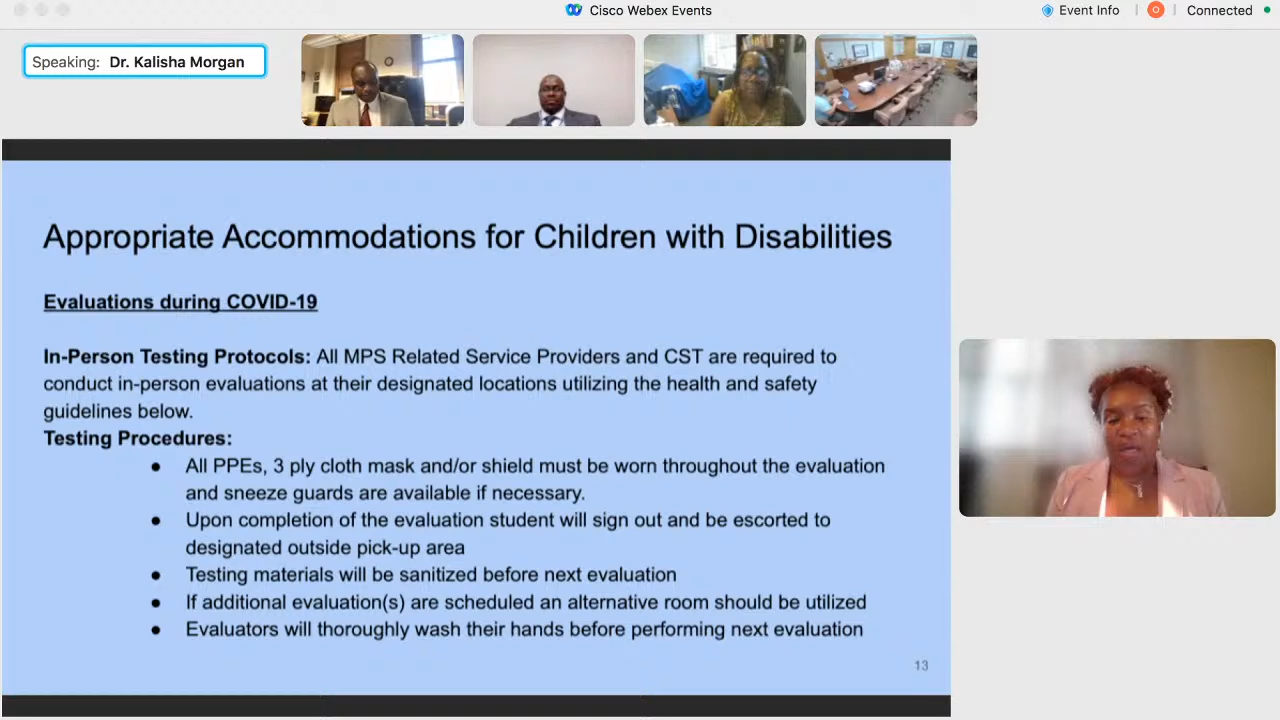 Cisco Webex Events
Event Info
Connected
Speaking: Dr. Kalisha Morgan
Appropriate Accommodations for Children with Disabilities
Evaluations during COVID-19
In-Person Testing Protocols: All MPS Related Service Providers and CST are required to
conduct in-person evaluations at their designated locations utilizing the health and safety
guidelines below.
Testing Procedures:
● All PPEs, 3 ply cloth mask and/or shield must be worn throughout the evaluation
and sneeze guards are available if necessary.
● Upon completion of the evaluation student will sign out and be escorted to
designated outside pick-up area
● Testing materials will be sanitized before next evaluation
● If additional evaluation(s) are scheduled an alternative room should be utilized
● Evaluators will thoroughly wash their hands before performing next evaluation
13